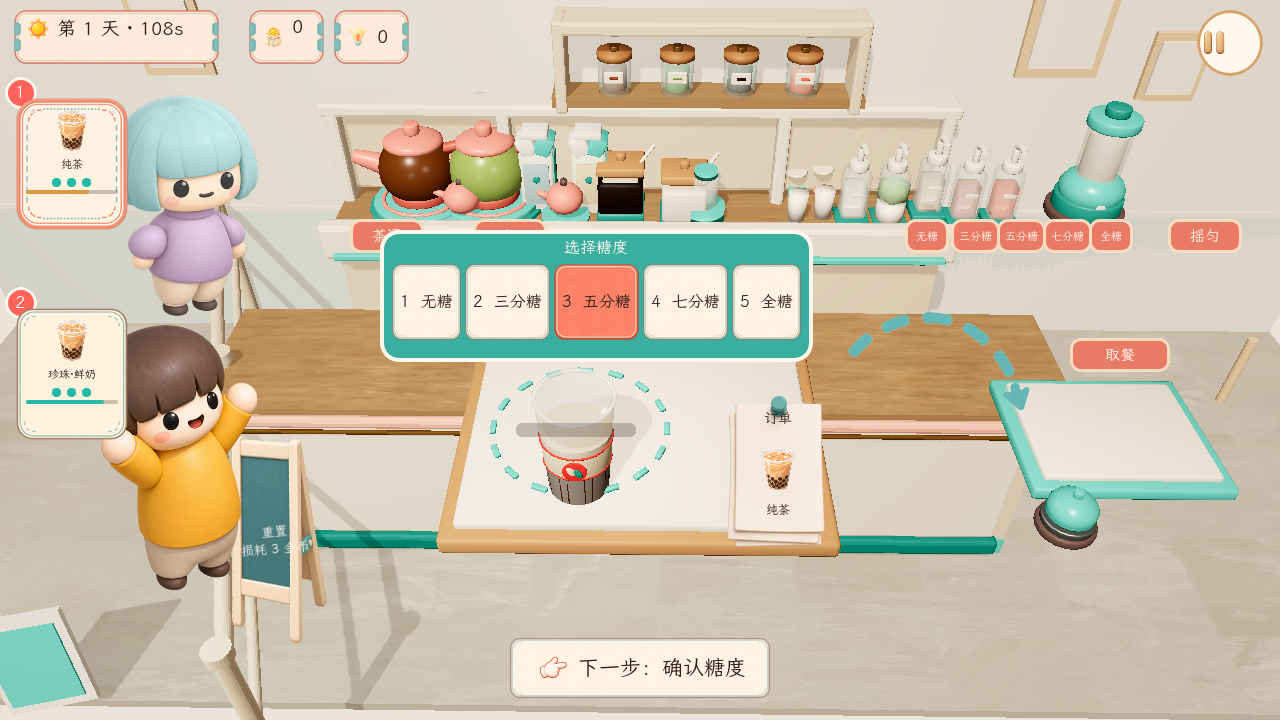 第 1 天·108s
0
0
1
纯茶
2
珍珠·鲜奶
选择糖度
1 无糖
2 三分糖
3 五分糖
4 七分糖
5 全糖
无糖
三分糖
五分糖
七分糖
全糖
摇匀
取餐
订单
纯茶
重置
损耗 3 金币
下一步：确认糖度